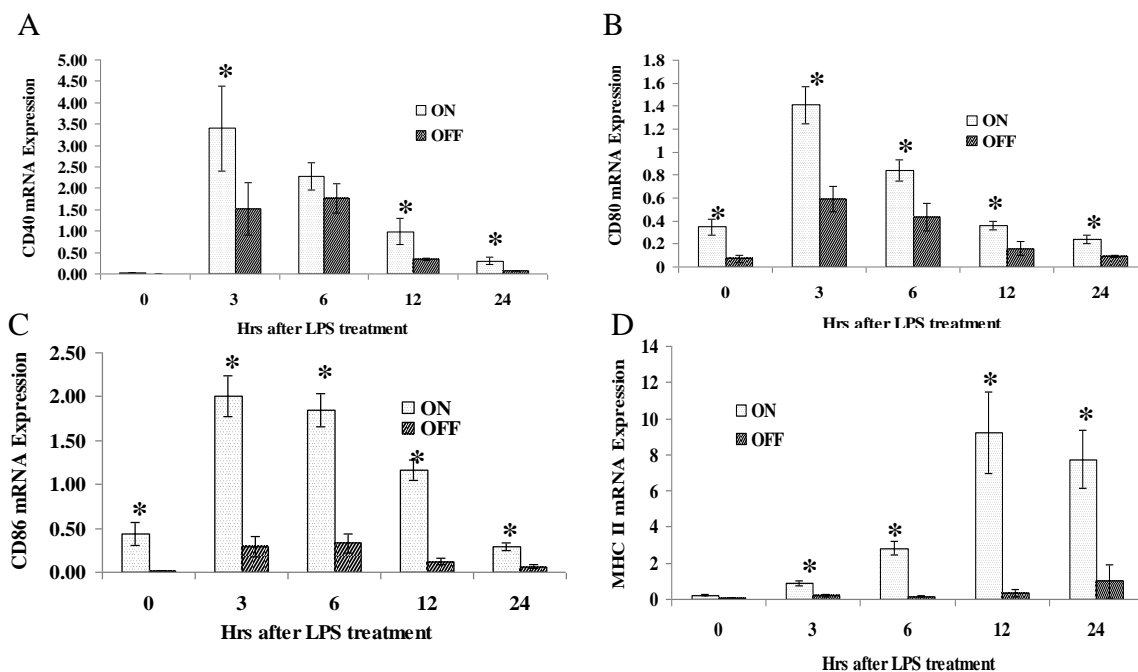 A
CD40 mRNA Expression
5.00
4.50
4.00
3.50
3.00
2.50
2.00
1.50
1.00
0.50
0.00
*
*
*
ON
OFF
0 3 6 12 24
Hrs after LPS treatment
B
CD80 mRNA Expression
1.8
1.6
1.4
1.2
1
0.8
0.6
0.4
0.2
0
*
*
*
*
*
ON
OFF
0 3 6 12 24
Hrs after LPS treatment
C
CD86 mRNA Expression
2.50
2.00
1.50
1.00
0.50
0.00
*
*
*
*
*
ON
OFF
0 3 6 12 24
Hrs after LPS treatment
D
MHC II mRNA Expression
14
12
10
8
6
4
2
0
*
*
*
*
ON
OFF
0 3 6 12 24
Hrs after LPS treatment